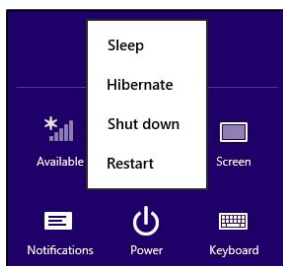 Sleep
Hibernate
Shut down
Restart
Available
Screen
Notifications
Power
Keyboard